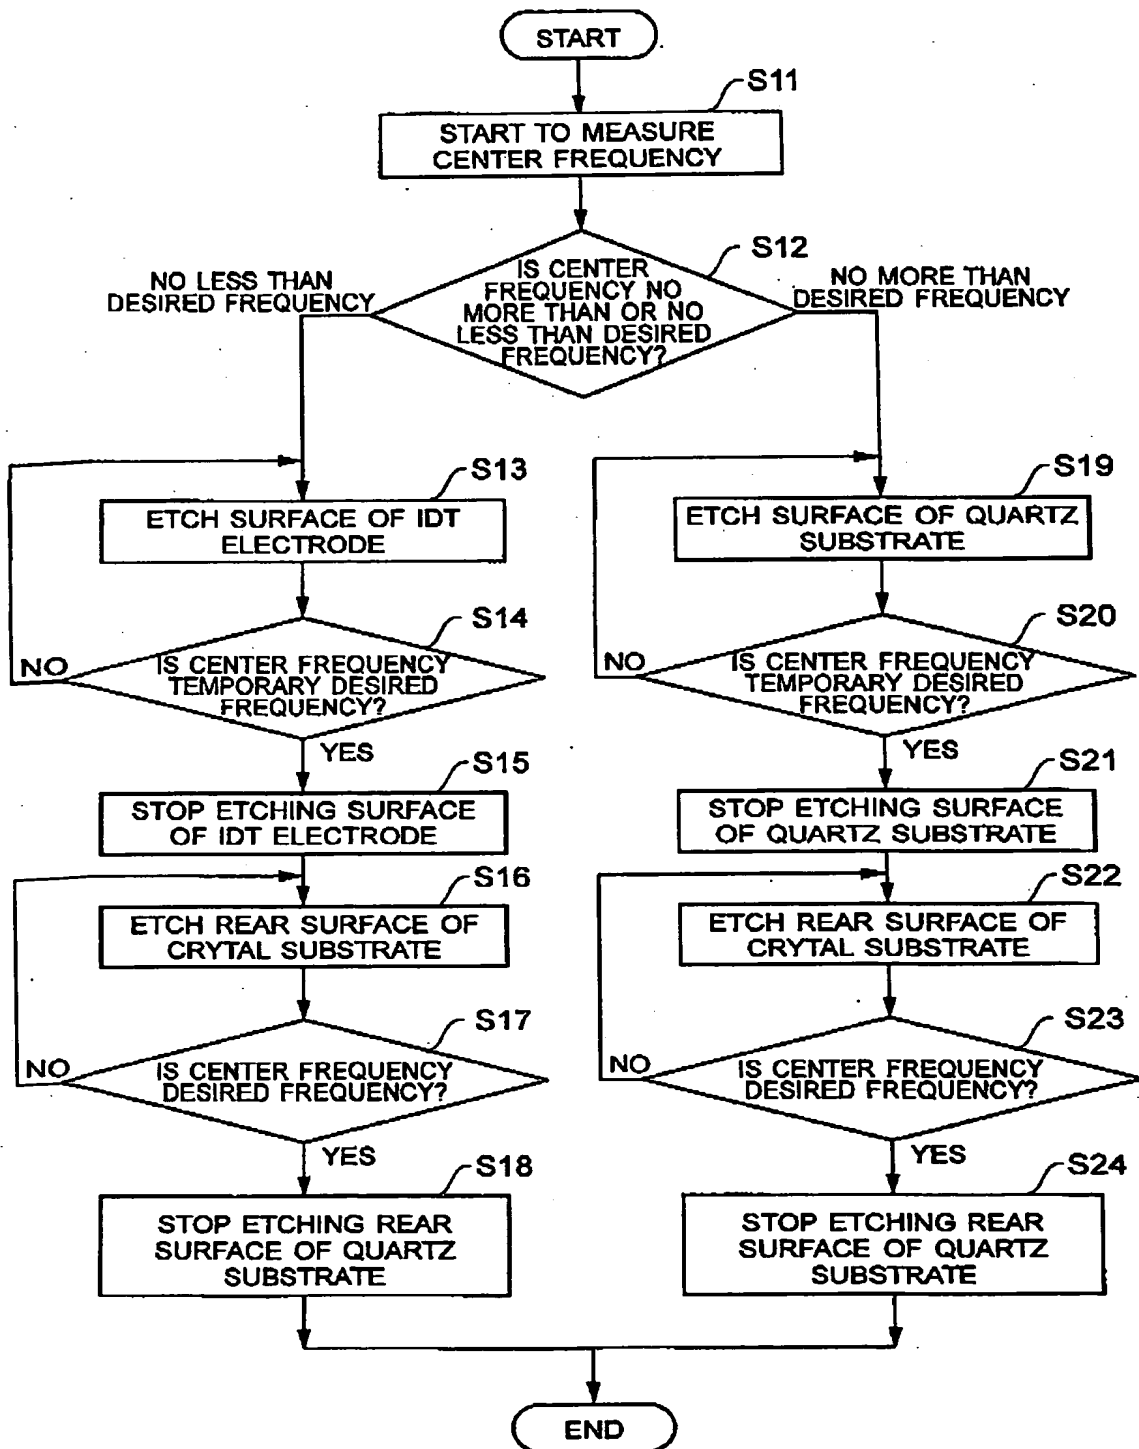 START
S11
START TO MEASURE
CENTER FREQUENCY
S12
IS CENTER
FREQUENCY NO
MORE THAN OR NO
LESS THAN DESIRED
FREQUENCY?
NO LESS THAN
DESIRED FREQUENCY
NO MORE THAN
DESIRED FREQUENCY
S13
ETCH SURFACE OF IDT
ELECTRODE
S14
IS CENTER FREQUENCY
TEMPORARY DESIRED
FREQUENCY?
NO
YES
S15
STOP ETCHING SURFACE
OF IDT ELECTRODE
S16
ETCH REAR SURFACE OF
CRYTAL SUBSTRATE
S17
IS CENTER FREQUENCY
DESIRED FREQUENCY?
NO
YES
S18
STOP ETCHING REAR
SURFACE OF QUARTZ
SUBSTRATE
S19
ETCH SURFACE OF QUARTZ
SUBSTRATE
S20
IS CENTER FREQUENCY
TEMPORARY DESIRED
FREQUENCY?
NO
YES
S21
STOP ETCHING SURFACE
OF QUARTZ SUBSTRATE
S22
ETCH REAR SURFACE OF
CRYTAL SUBSTRATE
S23
IS CENTER FREQUENCY
DESIRED FREQUENCY?
NO
YES
S24
STOP ETCHING REAR
SURFACE OF QUARTZ
SUBSTRATE
END